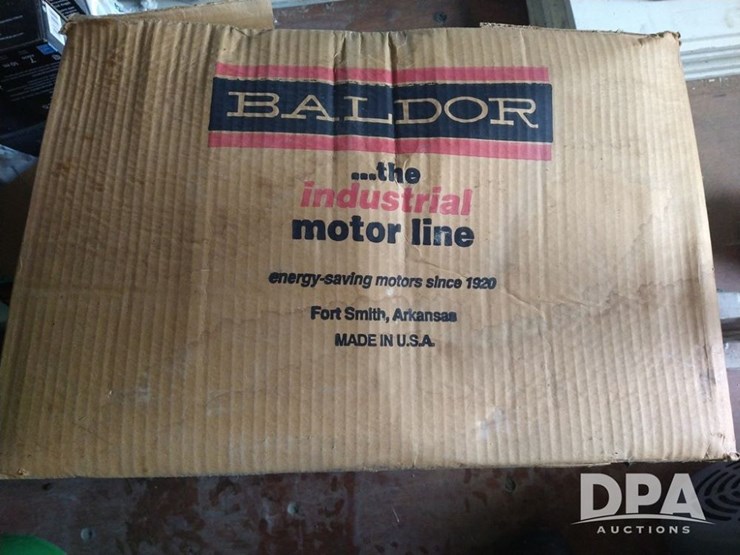 BALDOR
...the
industrial
motor line
energy-saving motors since 1920
Fort Smith, Arkansas
MADE IN U.S.A.
DPA
AUCTIONS